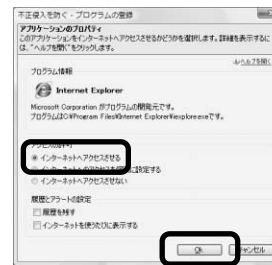 不正侵入を防ぐ - プログラムの登録
アプリケーションのプロパティ
このアプリケーションをインターネットへアクセスさせるかどうかを選択します。詳細を表示するに
は、"ヘルプを開く"をクリックします。
ヘルプを開く
プログラム情報
Internet Explorer
Microsoft Corporation がプログラムの開発元です。
プログラムはC:¥Program Files¥Internet Explorer¥iexplore.exeです。
インターネットへアクセスさせる
に設定する
インターネットへアクセスさせない
履歴とアラートの設定
履歴を残す
インターネットを使うたびに表示する
キャンセル